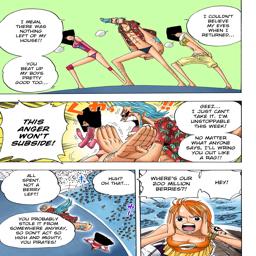 I MEAN,
THERE WAS
NOTHING
LEFT OF MY
HOUSE!!
YOU
BEAT UP
MY BOYS
PRETTY
GOOD TOO...
I COULDN'T
BELIEVE
MY EYES
WHEN I
RETURNED...
THIS
ANGER
WON'T
SUBSIDE!
GEEZ...
I JUST CAN'T
TAKE IT. I'M
UNSTOPPABLE
THIS WEEK!
NO MATTER
WHAT ANYONE
SAYS, I'LL WRING
YOU OUT LIKE
A RAG!!
ALL
SPENT.
NOT A
BERRY
LEFT!
HUH?
OH THAT...
YOU PROBABLY
STOLE IT FROM
SOMEWHERE ANYWAY,
SO DON'T ACT SO
HIGH AND MIGHTY,
YOU PIRATES!
WHERE'S OUR
200 MILLION
BERRIES?!
HEY!